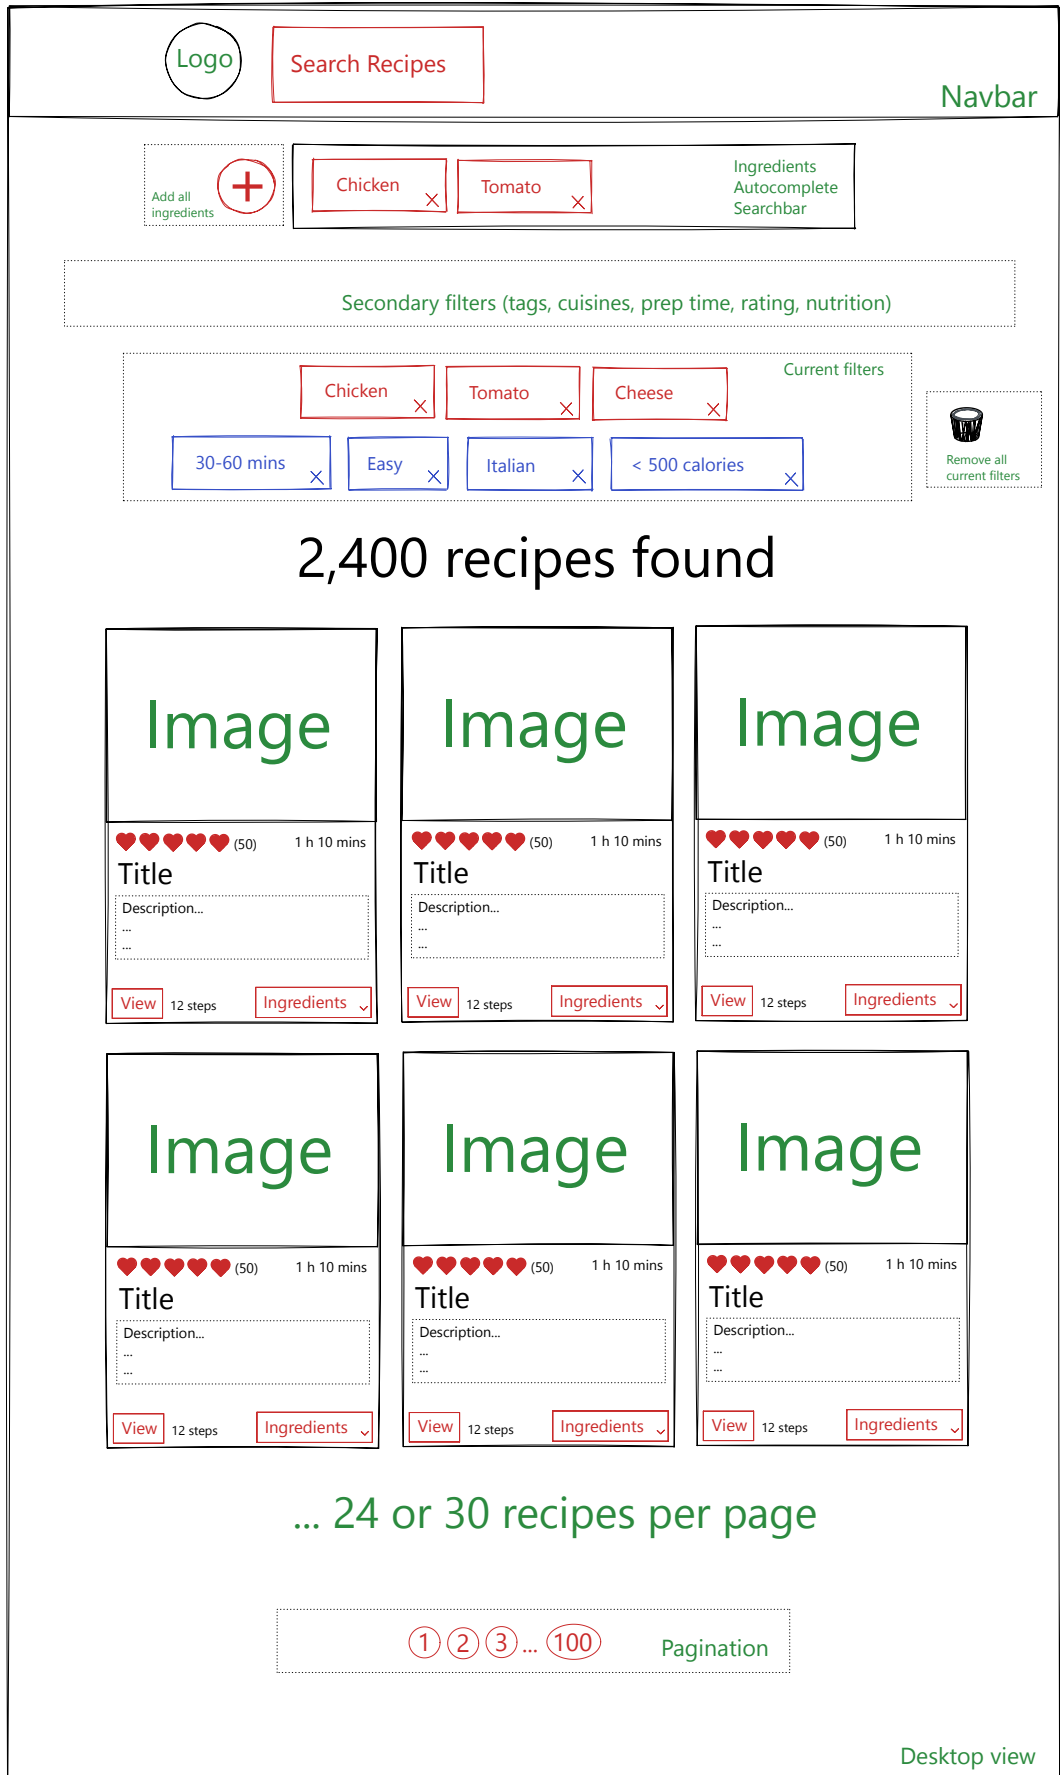 Logo
Search Recipes
Navbar
Add all
ingredients
Chicken
Tomato
Ingredients
Autocomplete
Searchbar
Secondary filters (tags, cuisines, prep time, rating, nutrition)
Current filters
Chicken
Tomato
Cheese
30-60 mins
Easy
Italian
< 500 calories
Remove all
current filters
2,400 recipes found
Image
Image
Image
(50) 1 h 10 mins
Title
Description...
...
...
View 12 steps Ingredients
(50) 1 h 10 mins
Title
Description...
...
...
View 12 steps Ingredients
(50) 1 h 10 mins
Title
Description...
...
...
View 12 steps Ingredients
Image
Image
Image
(50) 1 h 10 mins
Title
Description...
...
...
View 12 steps Ingredients
(50) 1 h 10 mins
Title
Description...
...
...
View 12 steps Ingredients
(50) 1 h 10 mins
Title
Description...
...
...
View 12 steps Ingredients
... 24 or 30 recipes per page
1 2 3 ... 100
Pagination
Desktop view